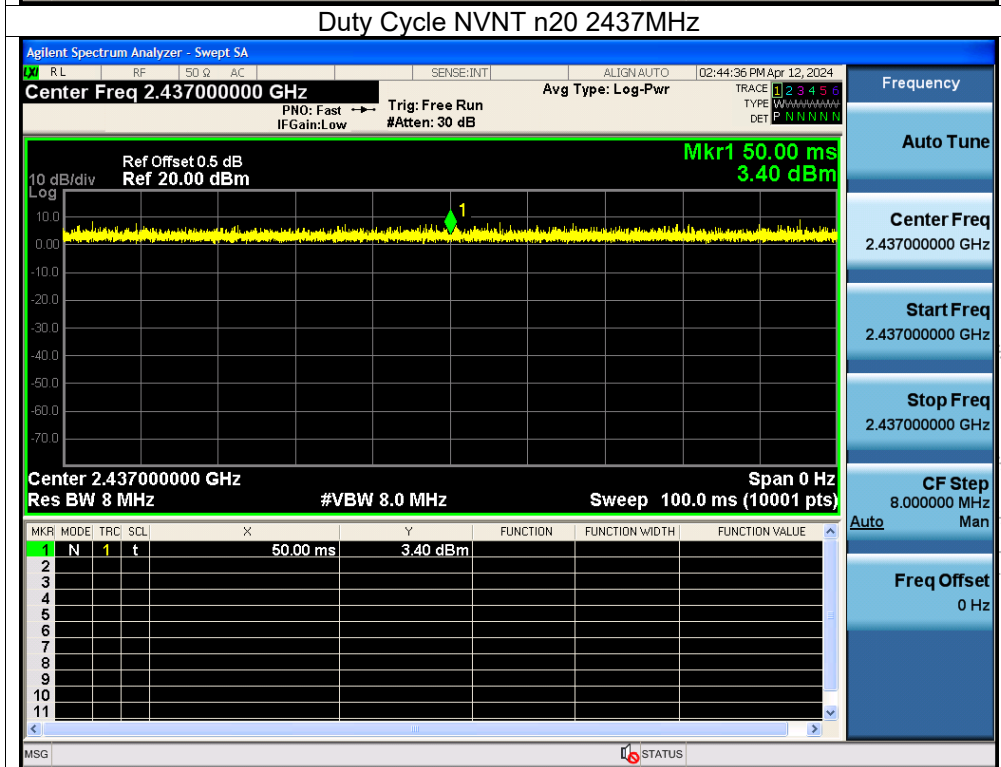 Duty Cycle NVNT n20 2437MHz
Agilent Spectrum Analyzer - Swept SA
LXI RL RF 50 Ω AC SENSE:INT ALIGNAUTO 02:44:36 PM Apr 12, 2024
Center Freq 2.437000000 GHz Avg Type: Log-Pwr TRACE 1 2 3 4 5 6
PNO: Fast Trig: Free Run TYPE WWWWWW
IFGain:Low #Atten: 30 dB DET P N N N N N
Mkr1 50.00 ms
3.40 dBm
Ref Offset 0.5 dB
10 dB/div Ref 20.00 dBm
Log
1
10.0
0.00
-10.0
-20.0
-30.0
-40.0
-50.0
-60.0
-70.0
Center 2.437000000 GHz Span 0 Hz
Res BW 8 MHz #VBW 8.0 MHz Sweep 100.0 ms (10001 pts)
MKR MODE TRC SCL X Y FUNCTION FUNCTION WIDTH FUNCTION VALUE
1 N 1 t 50.00 ms 3.40 dBm
2
3
4
5
6
7
8
9
10
11
MSG STATUS
Frequency
Auto Tune
Center Freq
2.437000000 GHz
Start Freq
2.437000000 GHz
Stop Freq
2.437000000 GHz
CF Step
8.000000 MHz
Auto Man
Freq Offset
0 Hz